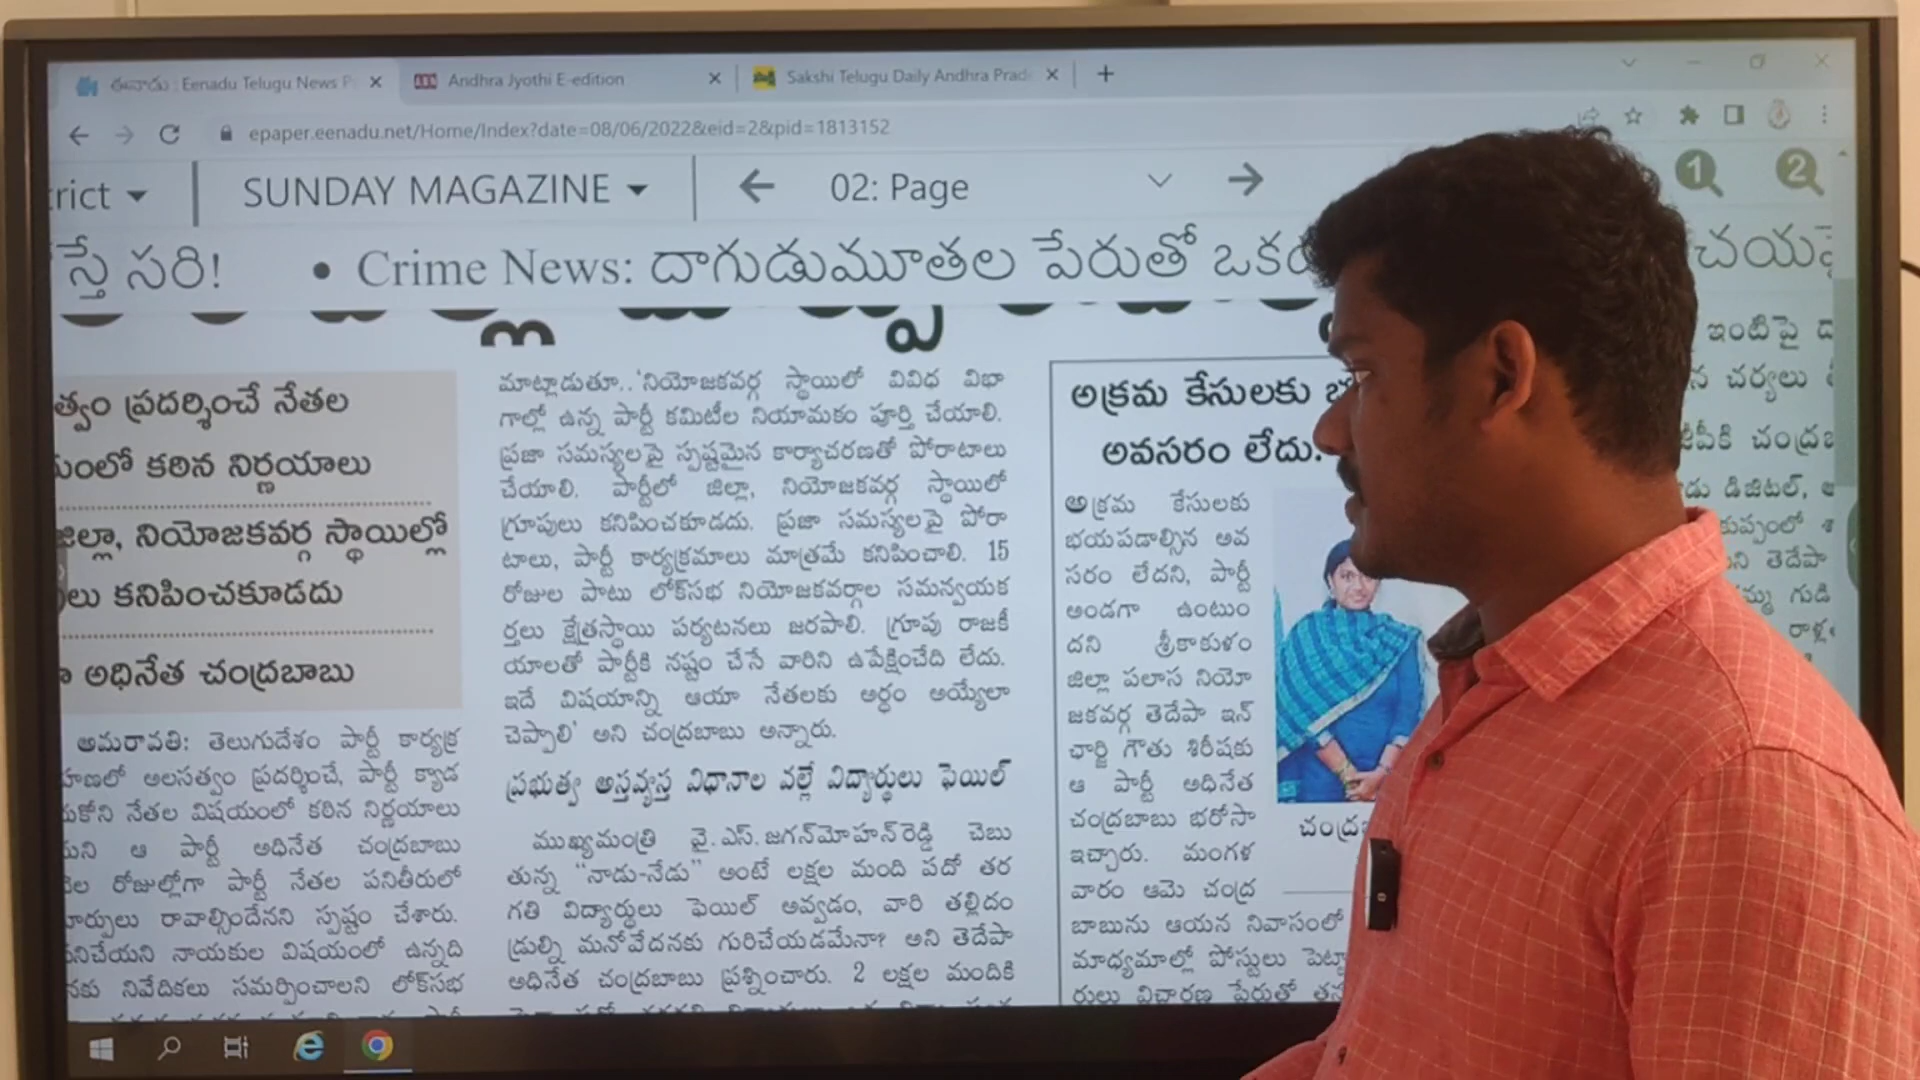 ఈనాడు : Eenadu Telugu News P
Andhra Jyothi E-edition
Sakshi Telugu Daily Andhra Prad
epaper.eenadu.net/Home/Index?date=08/06/2022&eid=2&pid=1813152
rict
SUNDAY MAGAZINE
02: Page
1
2
స్తే సరి!
• Crime News: దాగుడుమూతల పేరుతో ఒక
త్వం ప్రదర్శించే నేతల
కఠిన నిర్ణయాలు
జిల్లా, నియోజకవర్గ స్థాయిల్లో
కనిపించకూడదు
అధినేత చంద్రబాబు
అమరావతి: తెలుగుదేశం పార్టీ కార్యక్ర
అలసత్వం ప్రదర్శించే, పార్టీ క్యాడ
నేతల విషయంలో కఠిన నిర్ణయాలు
ఆ పార్టీ అధినేత చంద్రబాబు
రోజుల్లోగా పార్టీ నేతల పనితీరులో
రావాల్సిందేనని స్పష్టం చేశారు.
నాయకుల విషయంలో ఉన్నది
నివేదికలు సమర్పించాలని లోక్‌సభ
మాట్లాడుతూ..‘నియోజకవర్గ స్థాయిలో వివిధ విభా
గాల్లో ఉన్న పార్టీ కమిటీల నియామకం పూర్తి చేయాలి.
ప్రజా సమస్యలపై స్పష్టమైన కార్యాచరణతో పోరాటాలు
చేయాలి. పార్టీలో జిల్లా, నియోజకవర్గ స్థాయిలో
గ్రూపులు కనిపించకూడదు. ప్రజా సమస్యలపై పోరా
టాలు, పార్టీ కార్యక్రమాలు మాత్రమే కనిపించాలి. 15
రోజుల పాటు లోక్‌సభ నియోజకవర్గాల సమన్వయక
ర్తలు క్షేత్రస్థాయి పర్యటనలు జరపాలి. గ్రూపు రాజకీ
యాలతో పార్టీకి నష్టం చేసే వారిని ఉపేక్షించేది లేదు.
ఇదే విషయాన్ని ఆయా నేతలకు అర్థం అయ్యేలా
చెప్పాలి’ అని చంద్రబాబు అన్నారు.
ప్రభుత్వ అస్తవ్యస్త విధానాల వల్లే విద్యార్థులు ఫెయిల్
ముఖ్యమంత్రి వై.ఎస్.జగన్‌మోహన్‌రెడ్డి చెబు
తున్న “నాడు-నేడు” అంటే లక్షల మంది పదో తర
గతి విద్యార్థులు ఫెయిల్ అవ్వడం, వారి తల్లిదం
డ్రుల్ని మనోవేదనకు గురిచేయడమేనా? అని తెదేపా
అధినేత చంద్రబాబు ప్రశ్నించారు. 2 లక్షల మందికి
అక్రమ కేసులకు
అవసరం లేదు:
అక్రమ కేసులకు
భయపడాల్సిన అవ
సరం లేదని, పార్టీ
అండగా ఉంటుం
దని శ్రీకాకుళం
జిల్లా పలాస నియో
జకవర్గ తెదేపా ఇన్
ఛార్జి గౌతు శిరీషకు
ఆ పార్టీ అధినేత
చంద్రబాబు భరోసా
ఇచ్చారు. మంగళ
వారం ఆమె చంద్ర
బాబును ఆయన నివాసంలో
మాధ్యమాల్లో పోస్టులు
రులు విచారణ పేరుతో
చంద్ర
ఇంటిపై
చర్యలు
డిజిటల్,
కుప్పంలో
తెదేపా
గుడి